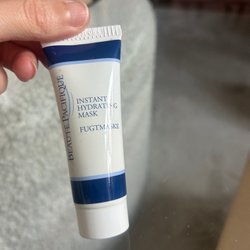 BEAUTÉ PACIFIQUE
INSTANT
HYDRATING
MASK
FUGTMASKE